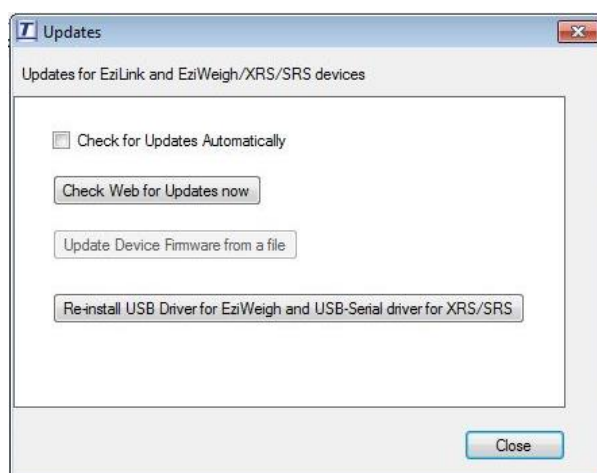 T Updates
Updates for EziLink and EziWeigh/XRS/SRS devices
Check for Updates Automatically
Check Web for Updates now
Update Device Firmware from a file
Re-install USB Driver for EziWeigh and USB-Serial driver for XRS/SRS
Close